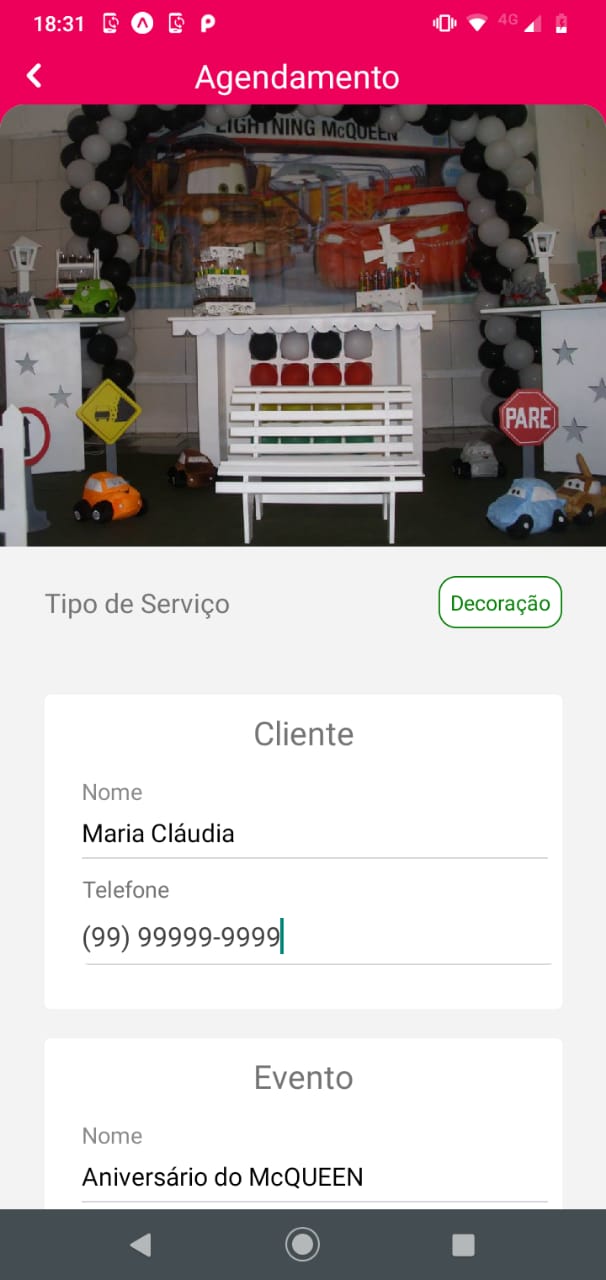 18:31
4G
Agendamento
LIGHTNING McQUEEN
PARE
Tipo de Serviço
Decoração
Cliente
Nome
Maria Cláudia
Telefone
(99) 99999-9999
Evento
Nome
Aniversário do McQUEEN